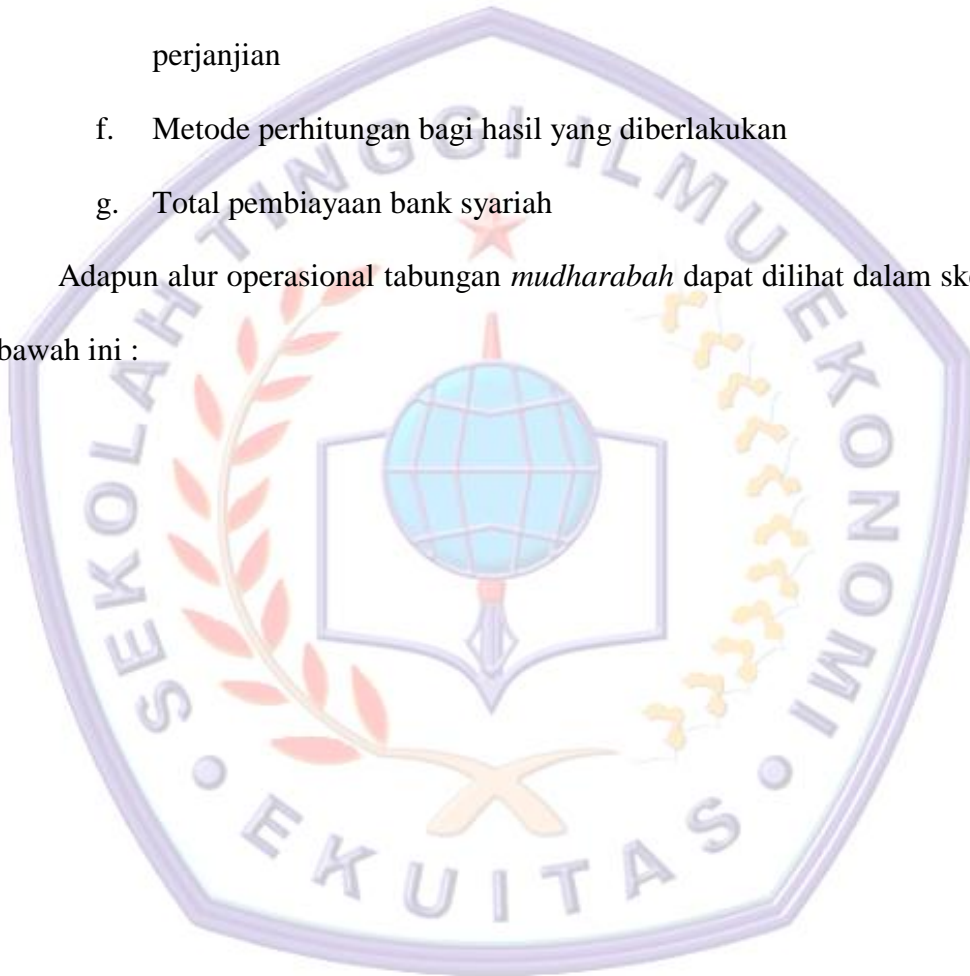 perjanjian
f. Metode perhitungan bagi hasil yang diberlakukan
g. Total pembiayaan bank syariah
Adapun alur operasional tabungan mudharabah dapat dilihat dalam
bawah ini :
SEKOLAH TINGGI ILMU EKONOMI
EKUITAS